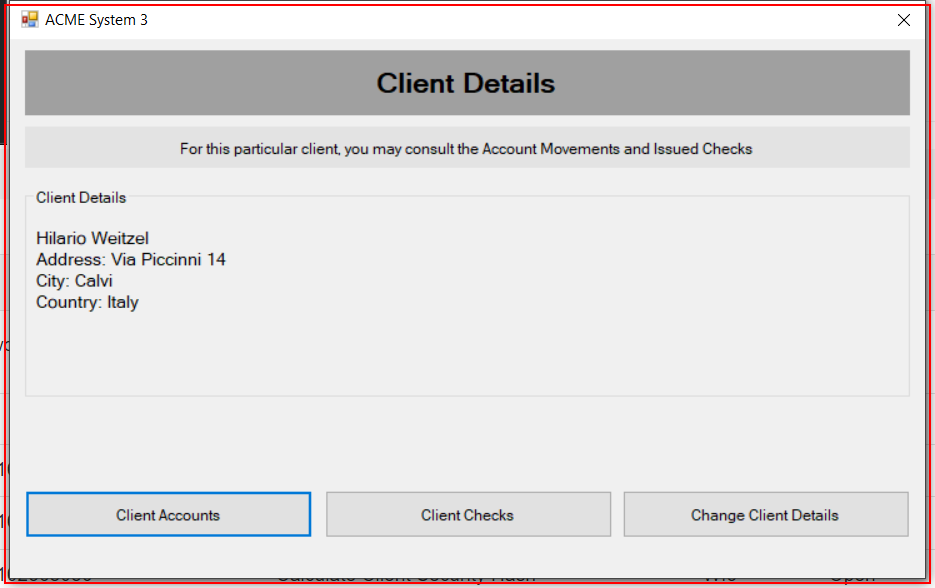 ACME System 3
Client Details
For this particular client, you may consult the Account Movements and Issued Checks
Client Details
Hilario Weitzel
Address: Via Piccinni 14
City: Calvi
Country: Italy
Client Accounts
Client Checks
Change Client Details